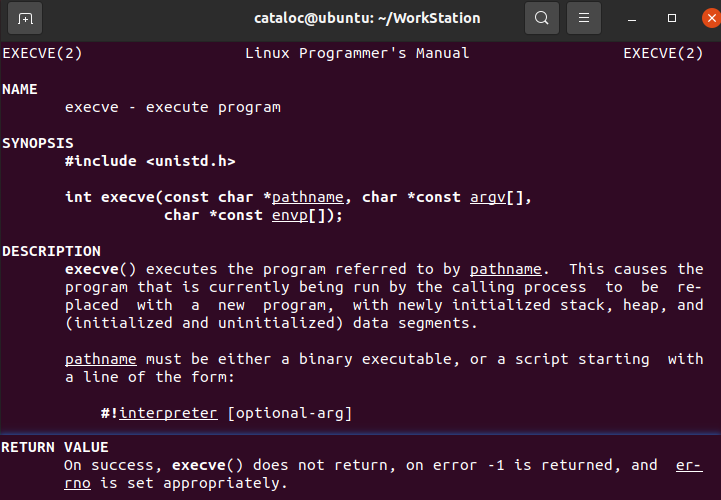 cataloc@ubuntu: ~/WorkStation
EXECVE(2) Linux Programmer's Manual EXECVE(2)
NAME
execve - execute program
SYNOPSIS
#include <unistd.h>
int execve(const char *pathname, char *const argv[],
char *const envp[]);
DESCRIPTION
execve() executes the program referred to by pathname. This causes the
program that is currently being run by the calling process to be re-
placed with a new program, with newly initialized stack, heap, and
(initialized and uninitialized) data segments.
pathname must be either a binary executable, or a script starting with
a line of the form:
#!interpreter [optional-arg]
RETURN VALUE
On success, execve() does not return, on error -1 is returned, and er-
rno is set appropriately.